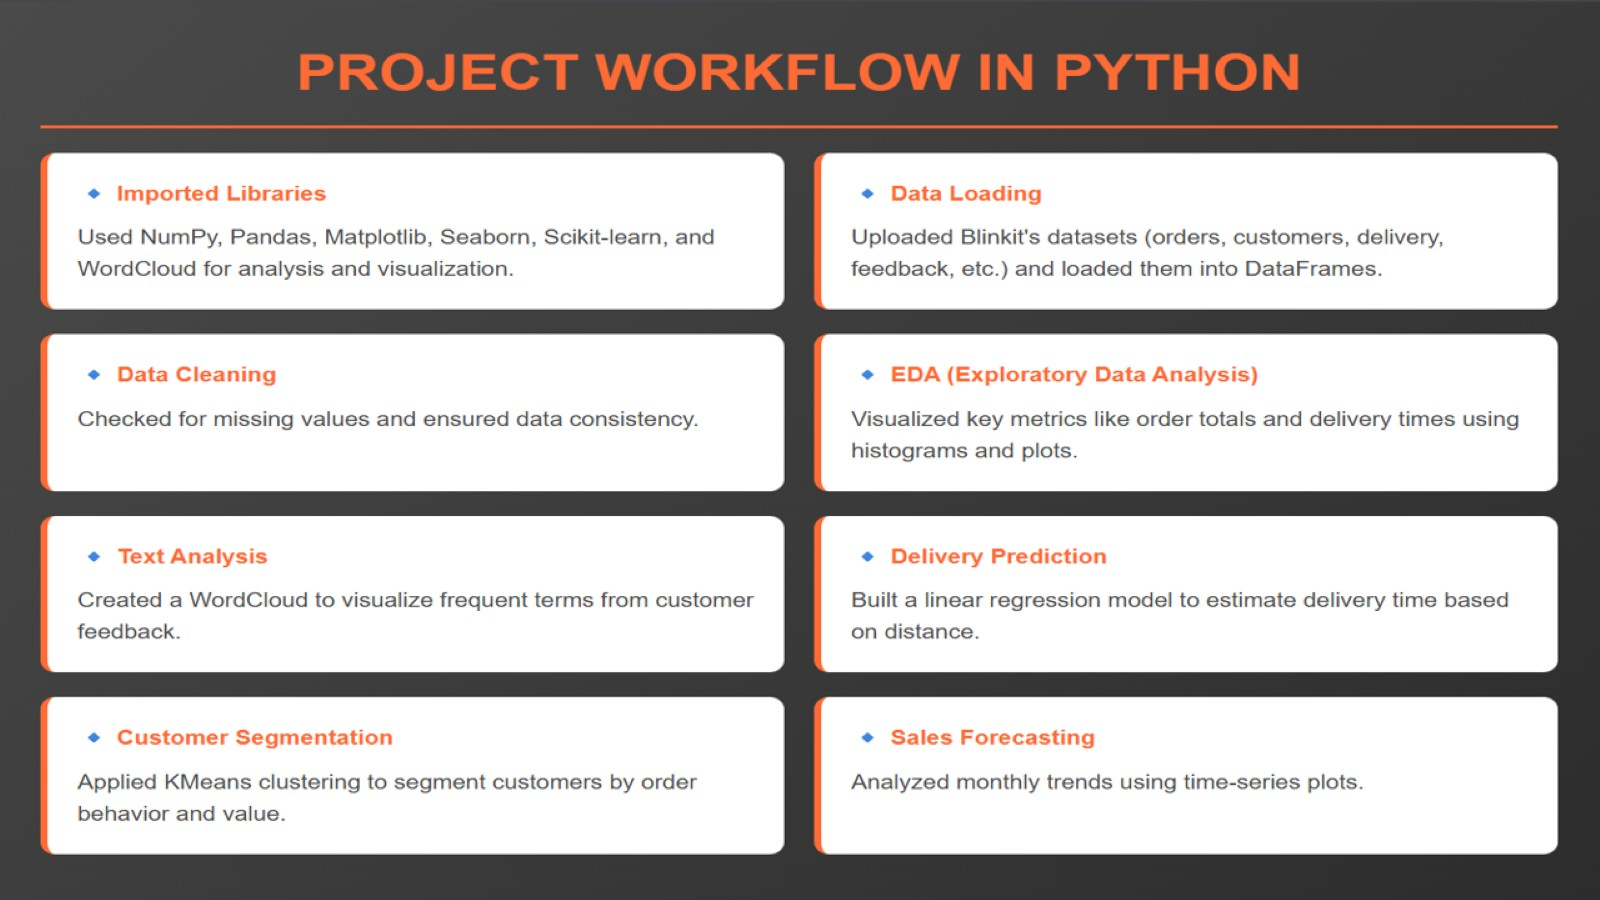 PROJECT WORKFLOW IN PYTHON
Imported Libraries
Used NumPy, Pandas, Matplotlib, Seaborn, Scikit-learn, and
WordCloud for analysis and visualization.
Data Loading
Uploaded Blinkit's datasets (orders, customers, delivery,
feedback, etc.) and loaded them into DataFrames.
Data Cleaning
Checked for missing values and ensured data consistency.
EDA (Exploratory Data Analysis)
Visualized key metrics like order totals and delivery times using
histograms and plots.
Text Analysis
Created a WordCloud to visualize frequent terms from customer
feedback.
Delivery Prediction
Built a linear regression model to estimate delivery time based
on distance.
Customer Segmentation
Applied KMeans clustering to segment customers by order
behavior and value.
Sales Forecasting
Analyzed monthly trends using time-series plots.